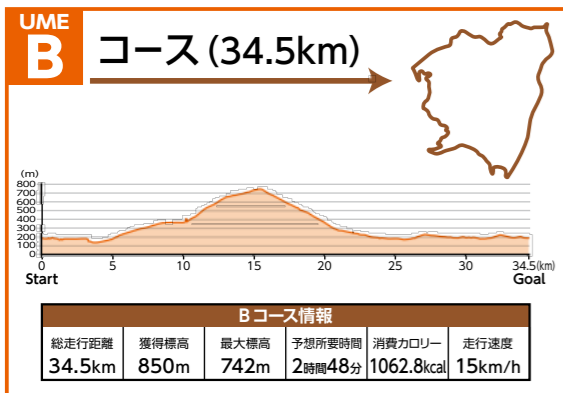 UME
B
コース(34.5km)
(m)
800
700
600
500
400
300
200
100
0
0 5 10 15 20 25 30 34.5(km)
Start Goal
Bコース情報
総走行距離 獲得標高 最大標高 予想所要時間 消費カロリー 走行速度
34.5km 850m 742m 2時間48分 1062.8kcal 15km/h